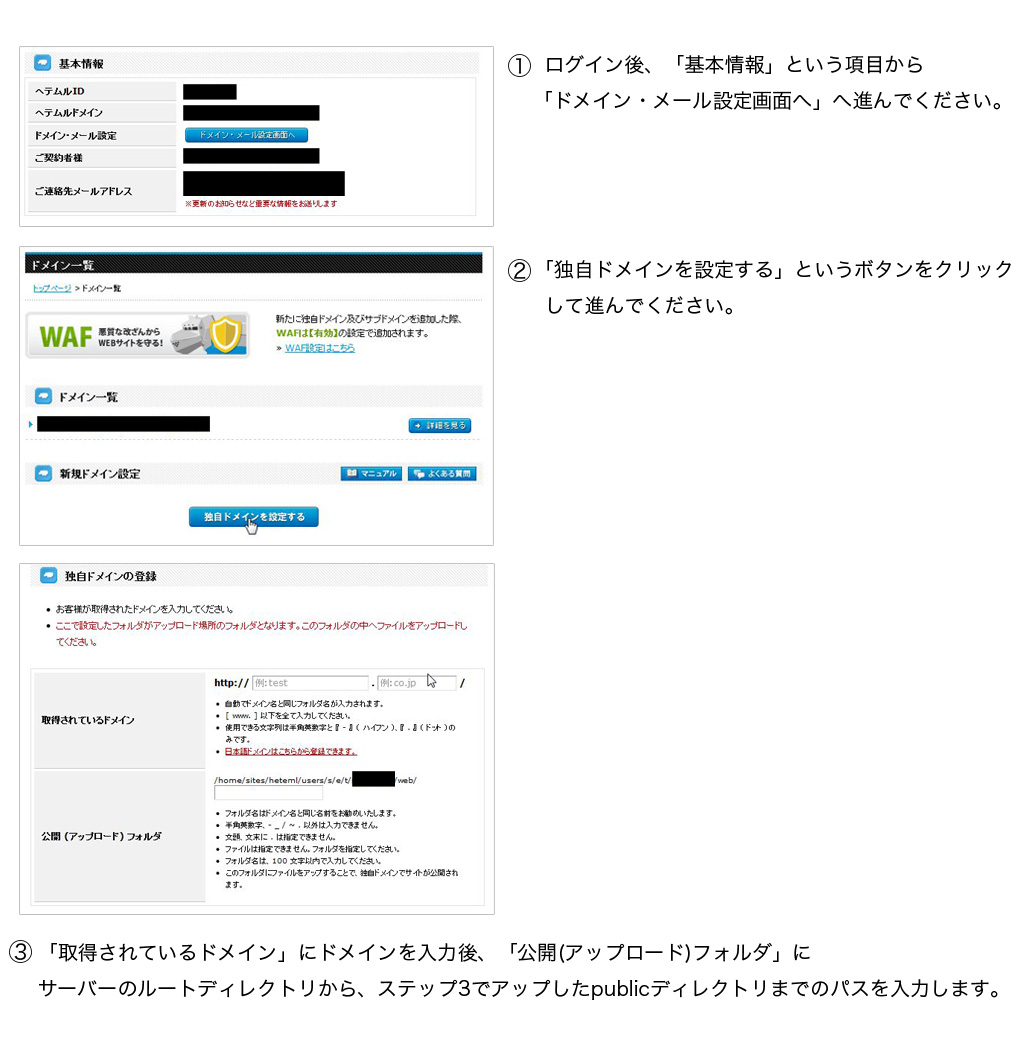 基本情報
ヘテムルID
ヘテムルドメイン
ドメイン・メール設定
ドメイン・メール設定画面へ
ご契約者様
ご連絡先メールアドレス
※更新のお知らせなど重要な情報をお送りします
① ログイン後、「基本情報」という項目から
「ドメイン・メール設定画面へ」へ進んでください。
ドメイン一覧
トップページ > ドメイン一覧
WAF 悪質な改ざんから
WEBサイトを守る!
新たに独自ドメイン及びサブドメインを追加した際、
WAFは【有効】の設定で追加されます。
» WAF設定はこちら
ドメイン一覧
詳細を見る
新規ドメイン設定
マニュアル
よくある質問
独自ドメインを設定する
② 「独自ドメインを設定する」というボタンをクリック
して進んでください。
独自ドメインの登録
• お客様が取得されたドメインを入力してください。
• ここで設定したフォルダがアップロード場所のフォルダとなります。このフォルダの中へファイルをアップロードし
てください。
取得されているドメイン
http:// 例:test . 例:co.jp /
• 自動でドメイン名と同じフォルダ名が入力されます。
• [ www. ] 以下を全て入力してください。
• 使用できる文字列は半角英数字と『 - 』( ハイフン )、『 . 』( ドット )の
みです。
• 日本語ドメインはこちらから登録できます。
公開 (アップロード) フォルダ
/home/sites/heteml/users/s/e/t/ /web/
• フォルダ名はドメイン名と同じ名前をお勧めいたします。
• 半角英数字、- _ / ~ . 以外は入力できません。
• 文頭、文末に . は指定できません。
• ファイルは指定できません。フォルダを指定してください。
• フォルダ名は、100 文字以内で入力してください。
• このフォルダにファイルをアップすることで、独自ドメインでサイトが公開され
ます。
③ 「取得されているドメイン」にドメインを入力後、「公開(アップロード)フォルダ」に
サーバーのルートディレクトリから、ステップ3でアップしたpublicディレクトリまでのパスを入力します。